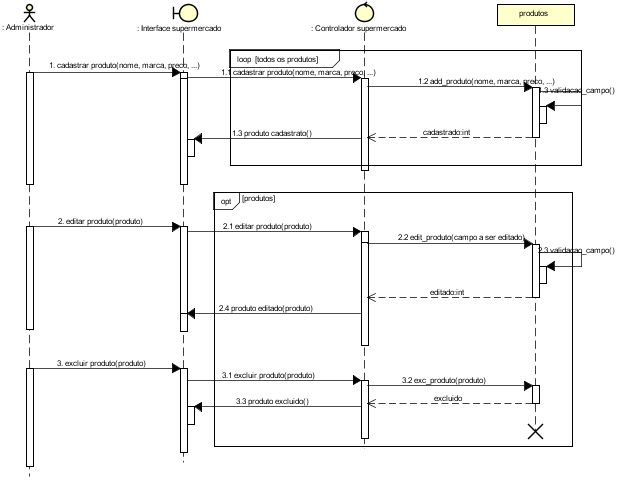 : Administrador
: Interface supermercado
: Controlador supermercado
produtos
loop [todos os produtos]
1. cadastrar produto(nome, marca, preço, ...)
1.1 cadastrar produto(nome, marca, preço, ...)
1.2 add_produto(nome, marca, preço, ...)
1.3 validacao_campo()
cadastrado:int
1.3 produto cadastrato()
opt [produtos]
2. editar produto(produto)
2.1 editar produto(produto)
2.2 edit_produto(campo a ser editado)
2.3 validacao_campo()
editado:int
2.4 produto editado(produto)
3. excluir produto(produto)
3.1 excluir produto(produto)
3.2 exc_produto(produto)
excluido
3.3 produto excluido()